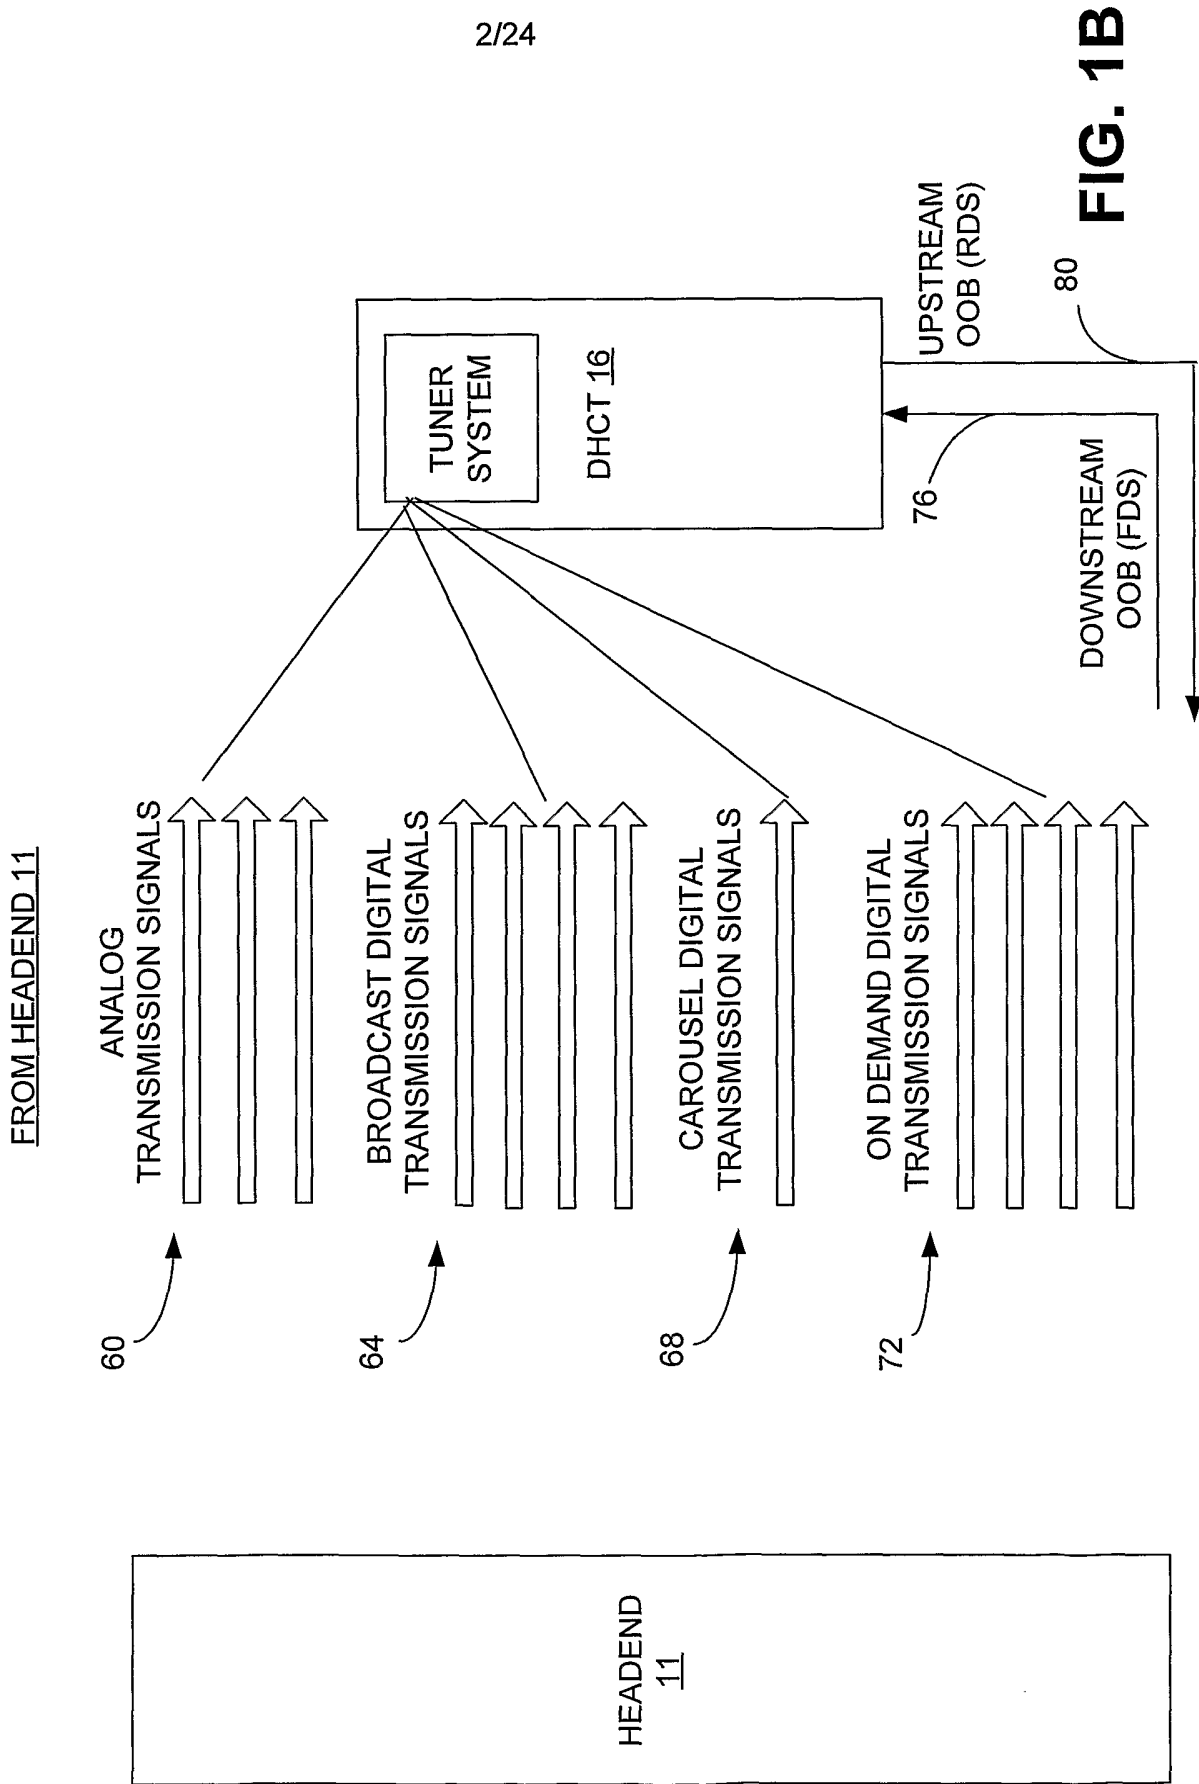 2/24
FROM HEADEND 11
HEADEND
11
60
ANALOG
TRANSMISSION SIGNALS
64
BROADCAST DIGITAL
TRANSMISSION SIGNALS
68
CAROUSEL DIGITAL
TRANSMISSION SIGNALS
72
ON DEMAND DIGITAL
TRANSMISSION SIGNALS
TUNER
SYSTEM
DHCT 16
76
DOWNSTREAM
OOB (FDS)
UPSTREAM
OOB (RDS)
80
FIG. 1B